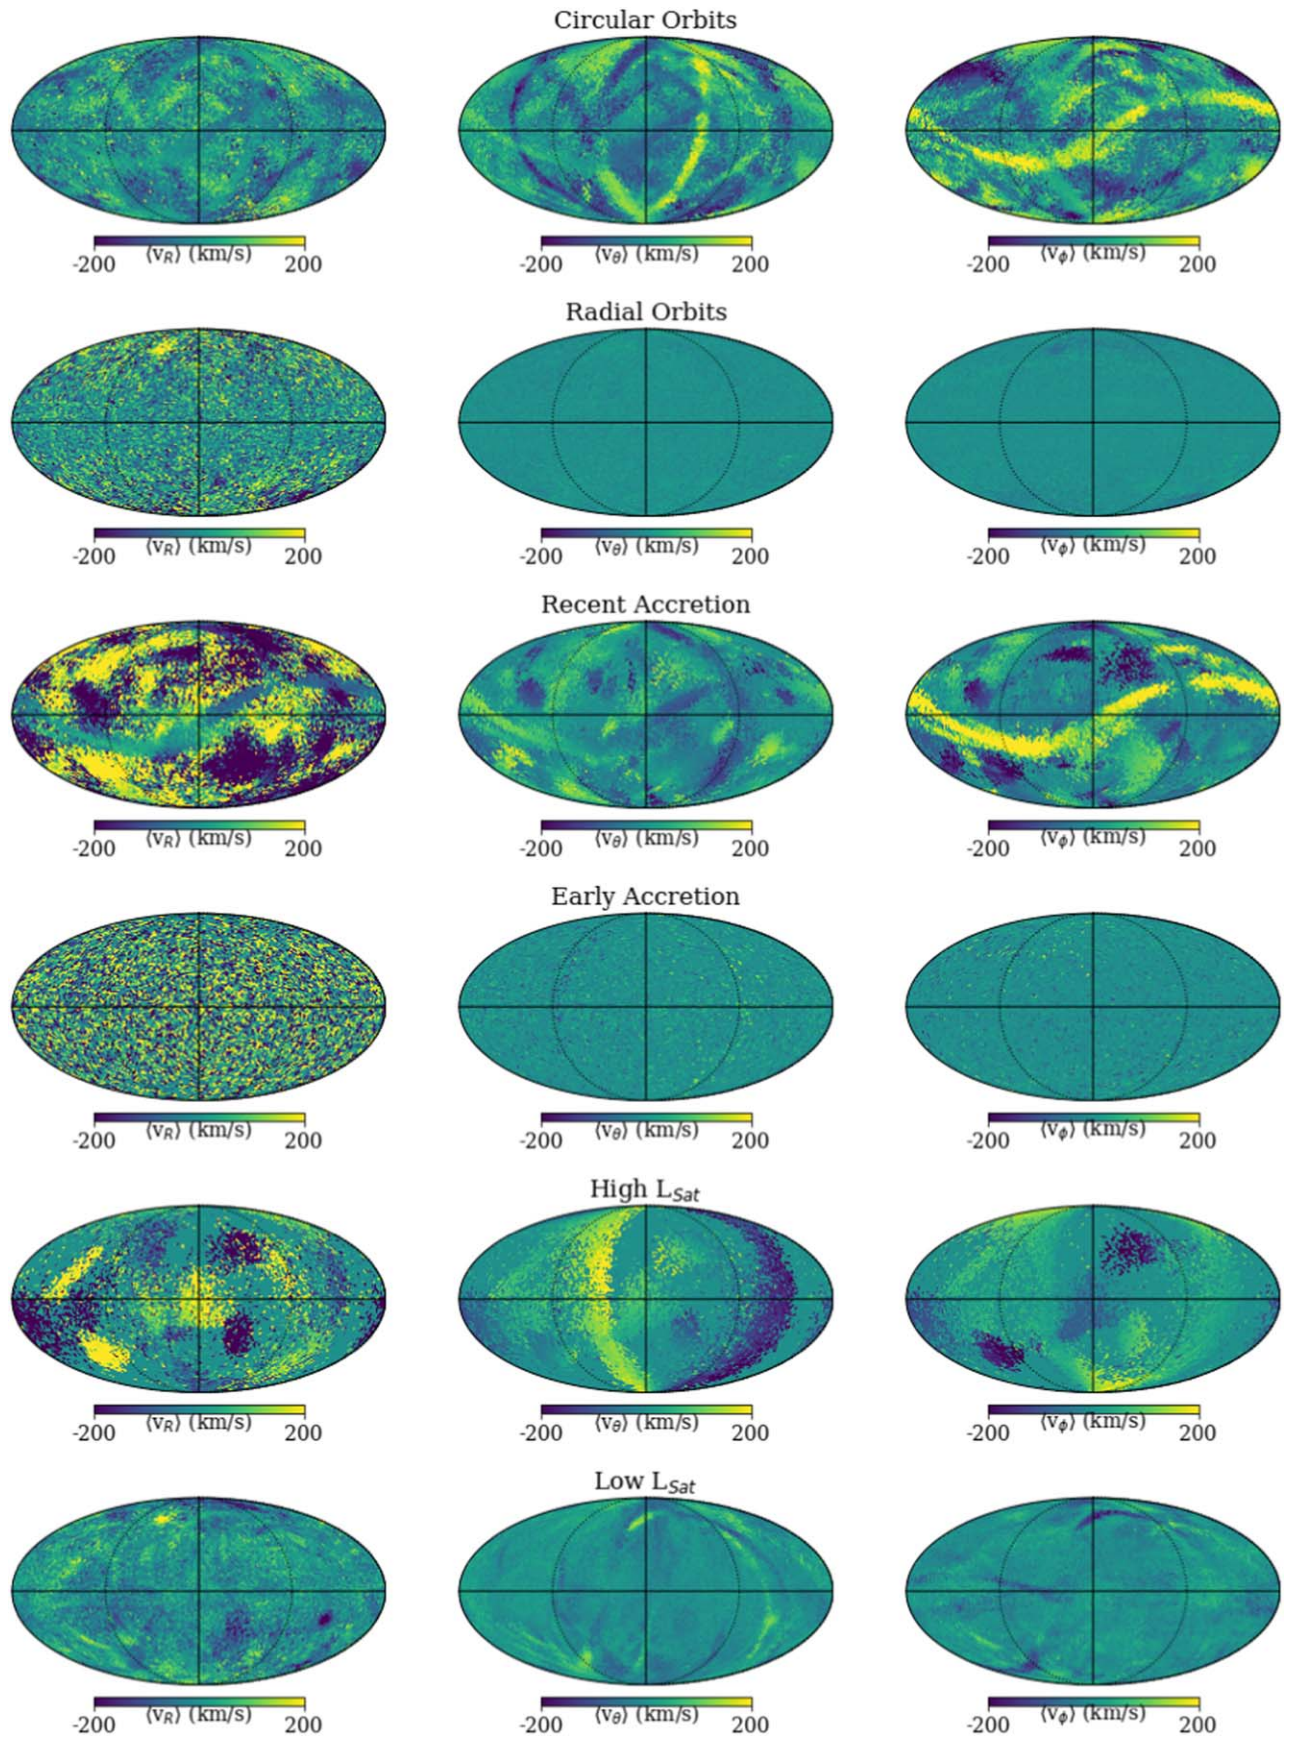 Circular Orbits
⟨v_R⟩ (km/s) ⟨v_θ⟩ (km/s) ⟨v_ϕ⟩ (km/s)
-200 200 -200 200 -200 200
Radial Orbits
⟨v_R⟩ (km/s) ⟨v_θ⟩ (km/s) ⟨v_ϕ⟩ (km/s)
-200 200 -200 200 -200 200
Recent Accretion
⟨v_R⟩ (km/s) ⟨v_θ⟩ (km/s) ⟨v_ϕ⟩ (km/s)
-200 200 -200 200 -200 200
Early Accretion
⟨v_R⟩ (km/s) ⟨v_θ⟩ (km/s) ⟨v_ϕ⟩ (km/s)
-200 200 -200 200 -200 200
High L_Sat
⟨v_R⟩ (km/s) ⟨v_θ⟩ (km/s) ⟨v_ϕ⟩ (km/s)
-200 200 -200 200 -200 200
Low L_Sat
⟨v_R⟩ (km/s) ⟨v_θ⟩ (km/s) ⟨v_ϕ⟩ (km/s)
-200 200 -200 200 -200 200